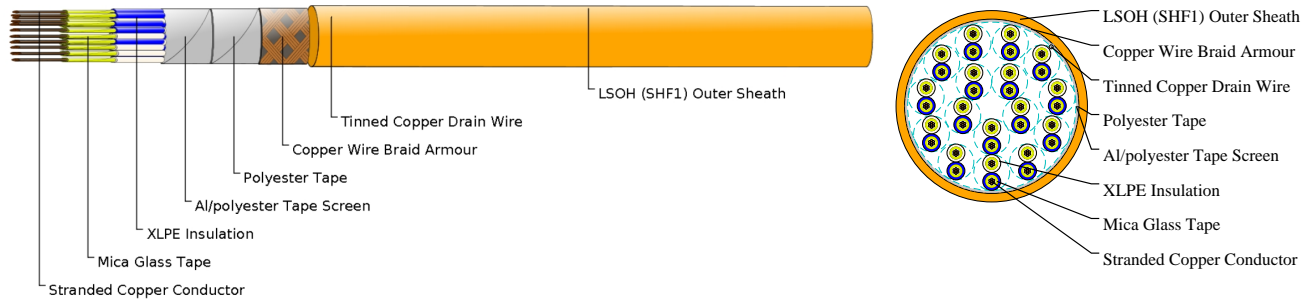 LSOH (SHF1) Outer Sheath
Tinned Copper Drain Wire
Copper Wire Braid Armour
Polyester Tape
Al/polyester Tape Screen
XLPE Insulation
Mica Glass Tape
Stranded Copper Conductor
LSOH (SHF1) Outer Sheath
Copper Wire Braid Armour
Tinned Copper Drain Wire
Polyester Tape
Al/polyester Tape Screen
XLPE Insulation
Mica Glass Tape
Stranded Copper Conductor